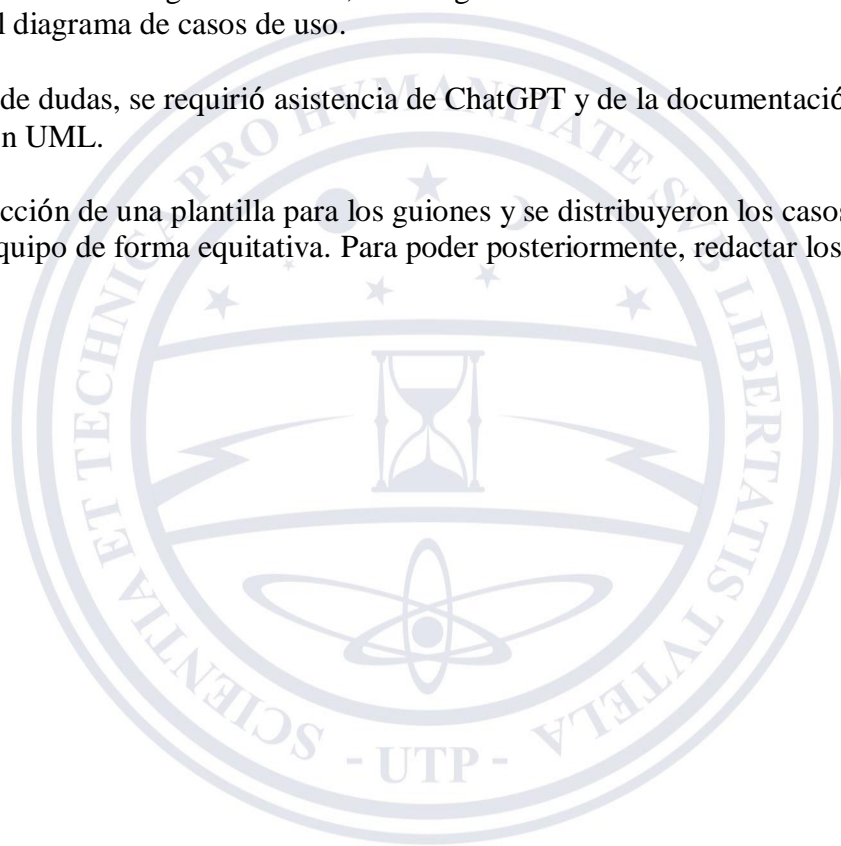 l diagrama de casos de uso.
de dudas, se requirió asistencia de ChatGPT y de la documentació
n UML.
cción de una plantilla para los guiones y se distribuyeron los casos
quipo de forma equitativa. Para poder posteriormente, redactar los
SCIENTIA ET TECHNICA PRO HVMANITATE SVB LIBERTATIS TVTELA
- UTP -